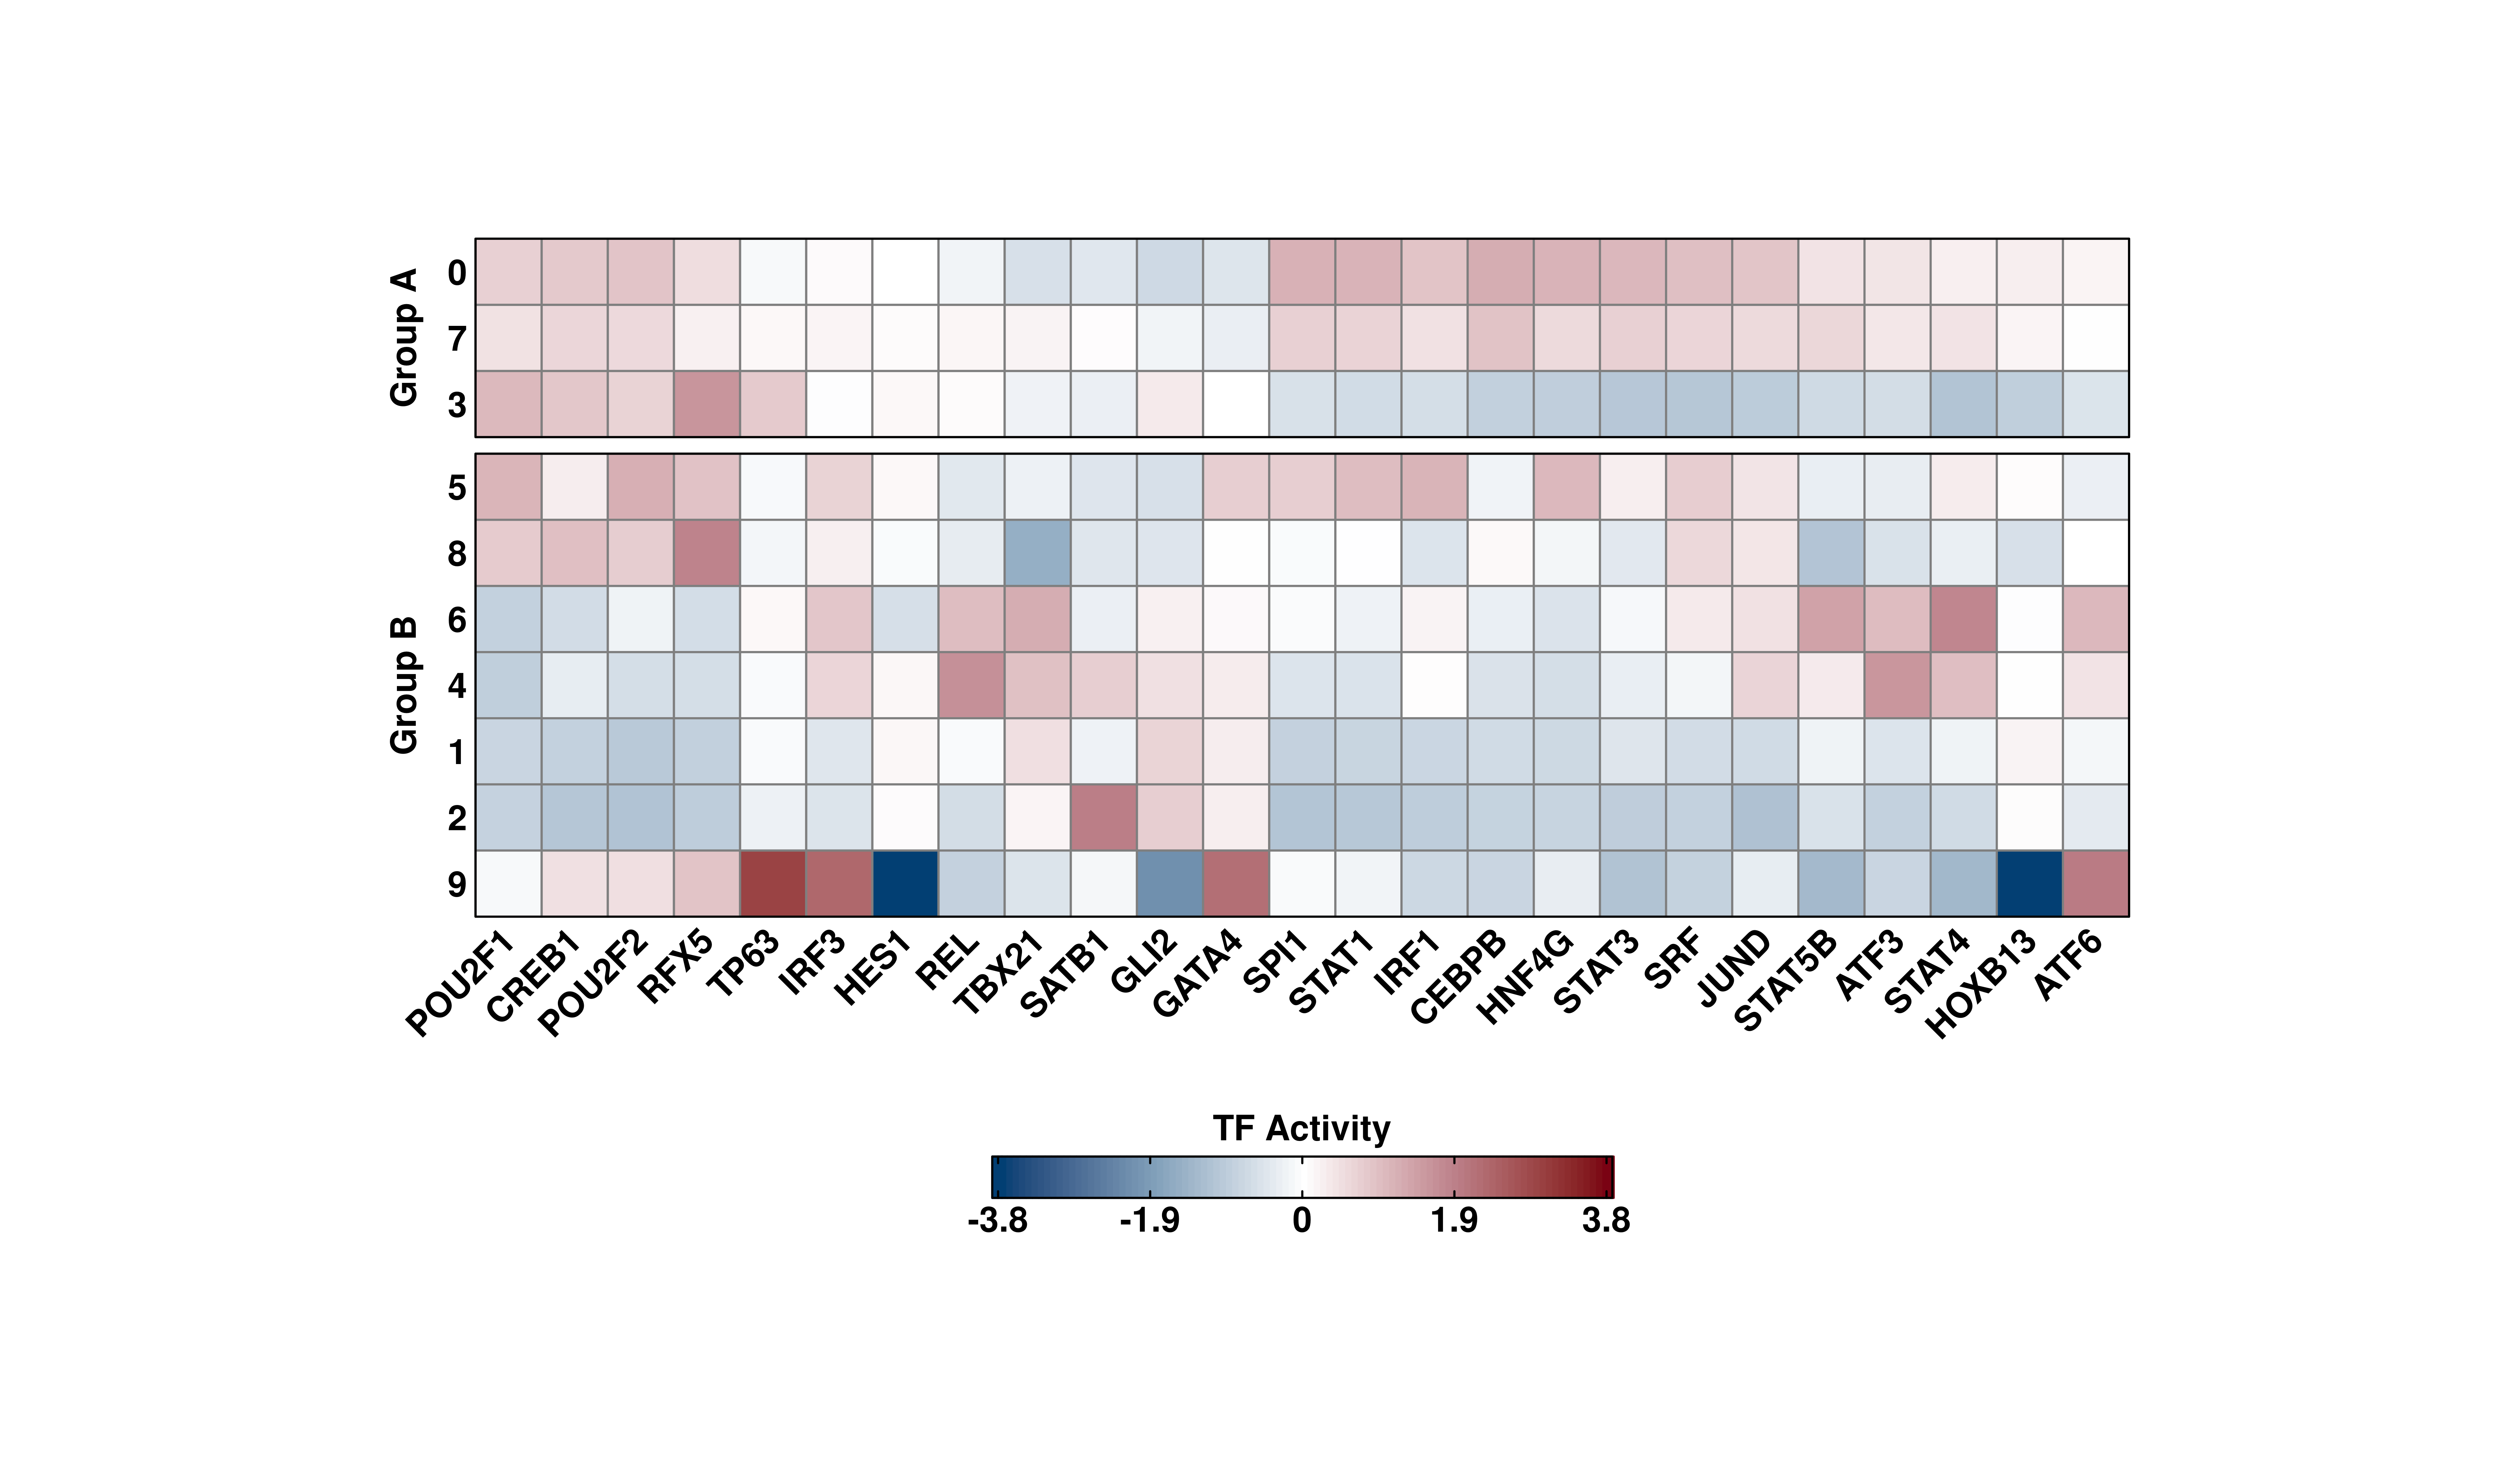 Group A
0
7
3
Group B
5
8
6
4
1
2
9
POU2F1 CREB1 POU2F2 RFX5 TP63 IRF3 HES1 REL TBX21 SATB1 GLI2 GATA4 SPI1 STAT1 IRF1 CEBPB HNF4G STAT3 SRF JUND STAT5B ATF3 STAT4 HOXB13 ATF6
TF Activity
-3.8 -1.9 0 1.9 3.8